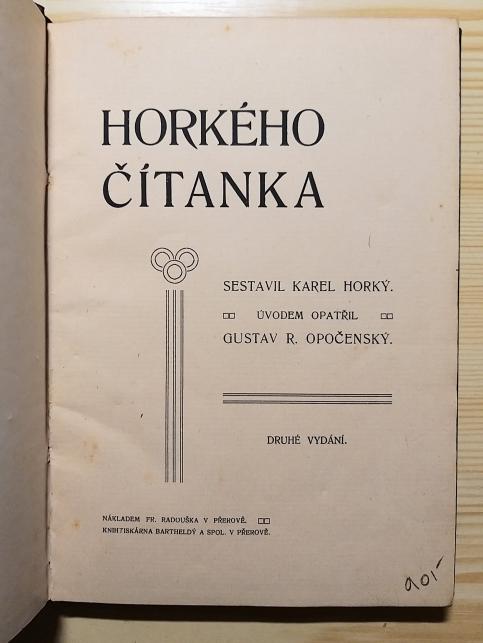 HORKÉHO
ČÍTANKA
SESTAVIL KAREL HORKÝ.
ÚVODEM OPATŘIL
GUSTAV R. OPOČENSKÝ.
DRUHÉ VYDÁNÍ.
NÁKLADEM FR. RADOUŠKA V PŘEROVĚ.
KNIHTISKÁRNA BARTHELDÝ A SPOL. V PŘEROVĚ.
901-